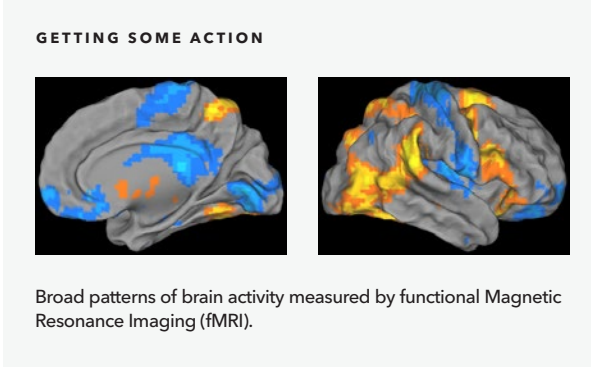 GETTING SOME ACTION
Broad patterns of brain activity measured by functional Magnetic
Resonance Imaging (fMRI).